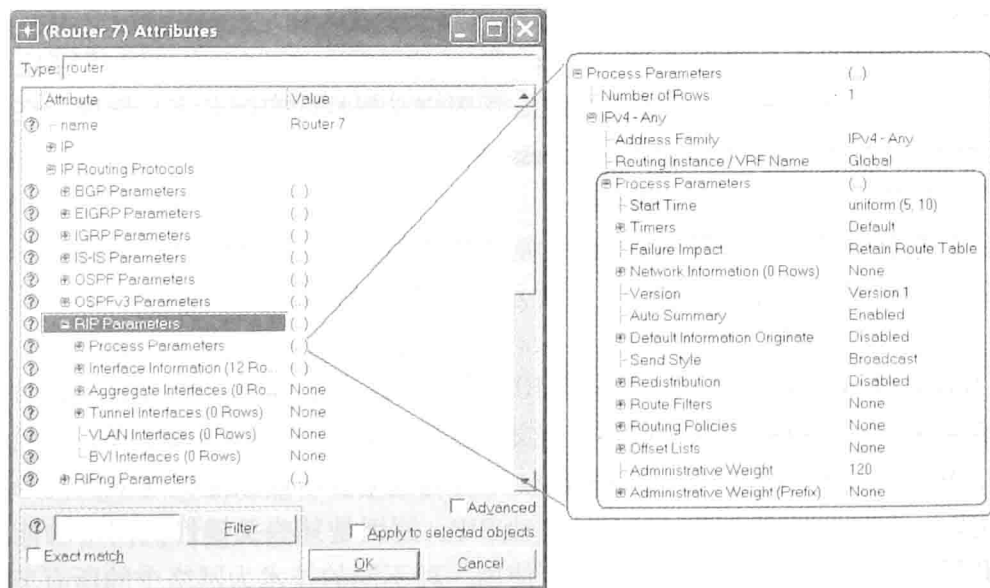 (Router 7) Attributes
Type: router
Attribute Value
name Router 7
IP
IP Routing Protocols
BGP Parameters (..)
EIGRP Parameters (..)
IGRP Parameters (..)
IS-IS Parameters (..)
OSPF Parameters (..)
OSPFv3 Parameters (..)
RIP Parameters (..)
Process Parameters (..)
Interface Information (12 Ro... (..)
Aggregate Interfaces (0 Ro... None
Tunnel Interfaces (0 Rows) None
VLAN Interfaces (0 Rows) None
BVI Interfaces (0 Rows) None
RIPng Parameters (..)
Advanced
Filter
Apply to selected objects
Exact match
OK
Cancel
Process Parameters (..)
Number of Rows 1
IPv4 - Any
Address Family IPv4 - Any
Routing Instance / VRF Name Global
Process Parameters (..)
Start Time uniform (5, 10)
Timers Default
Failure Impact Retain Route Table
Network Information (0 Rows) None
Version Version 1
Auto Summary Enabled
Default Information Originate Disabled
Send Style Broadcast
Redistribution Disabled
Route Filters None
Routing Policies None
Offset Lists None
Administrative Weight 120
Administrative Weight (Prefix) None